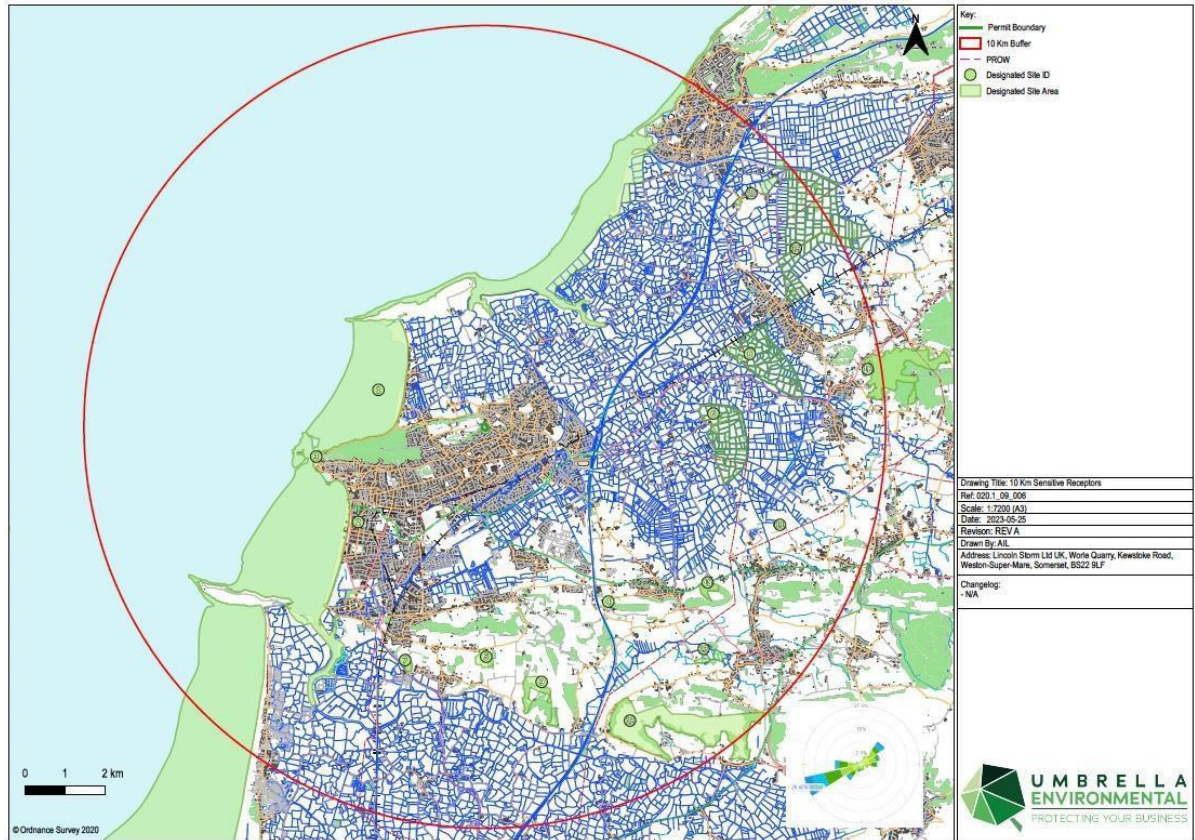 N
Key:
Permit Boundary
10 Km Buffer
PROW
Designated Site ID
Designated Site Area
Drawing Title: 10 Km Sensitive Receptors
Ref: 020.1_09_006
Scale: 1:7200 (A3)
Date: 2023-05-25
Revison: REV A
Drawn By: AIL
Address: Lincoln Storm Ltd UK, Worle Quarry, Kewstoke Road,
Weston-Super-Mare, Somerset, BS22 9LF
Changelog:
- N/A
0 1 2 km
© Ordnance Survey 2020
UMBRELLA
ENVIRONMENTAL
PROTECTING YOUR BUSINESS